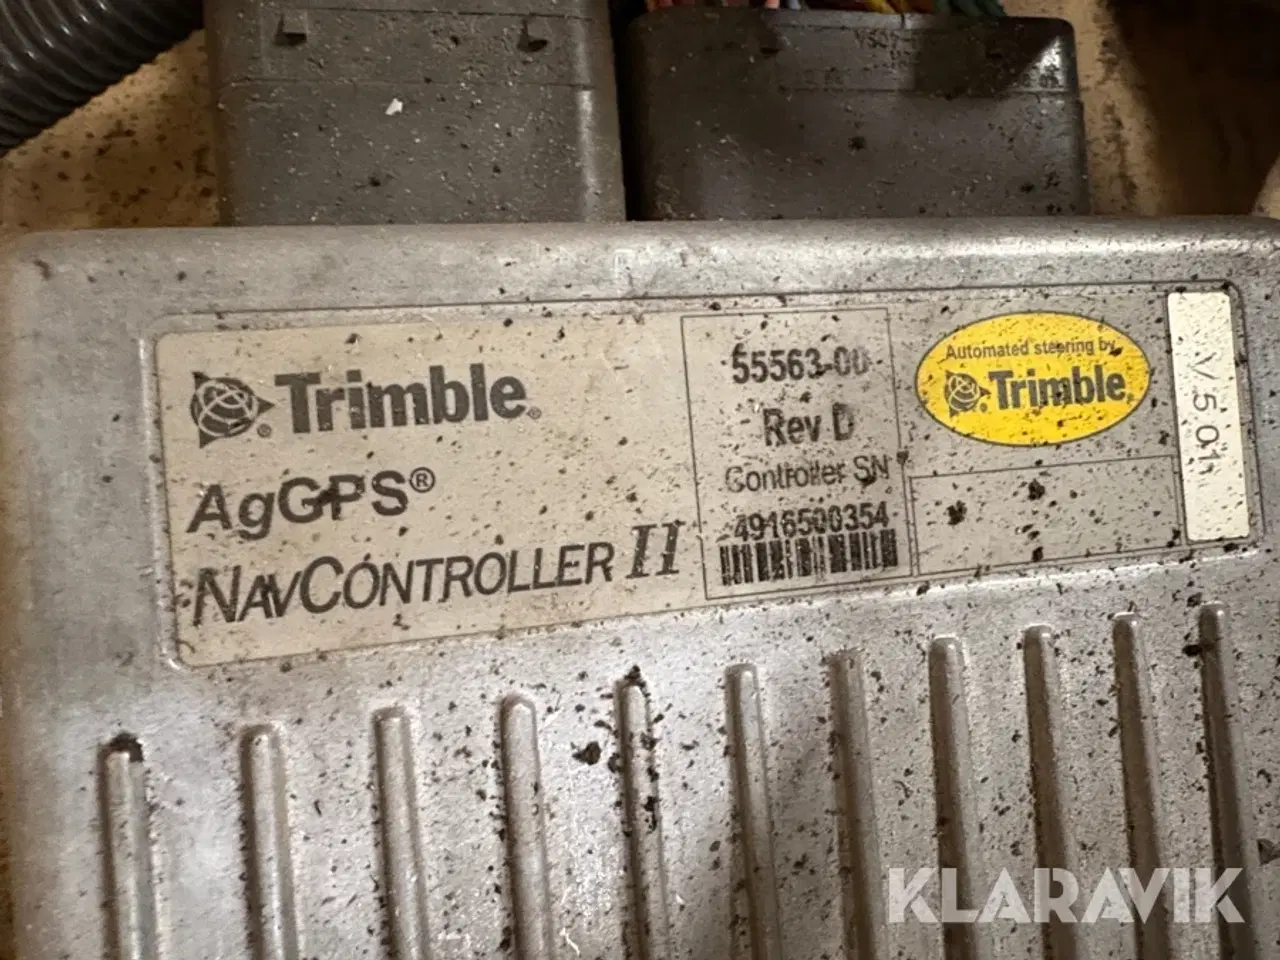 Trimble®
AgGPS®
NAVCONTROLLER II
55563-00
Rev D
Controller SN
4916500354
Automated steering by
Trimble®
V 5.01
KLARAVIK